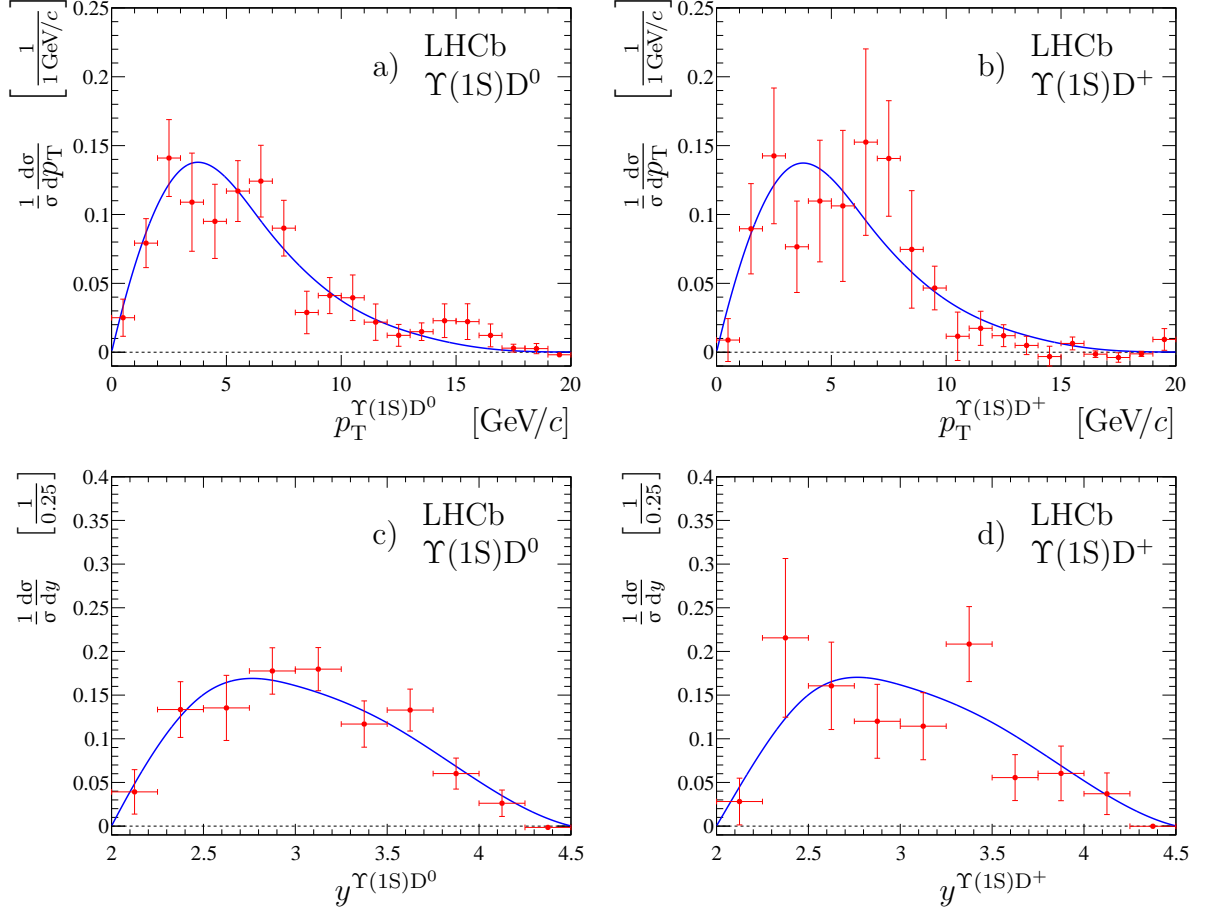 a) LHCb
ϒ(1S)D⁰
1/σ dσ/dp_T [1/(1 GeV/c)]
0.25
0.2
0.15
0.1
0.05
0
0 5 10 15 20
p_T^ϒ(1S)D⁰ [GeV/c]
b) LHCb
ϒ(1S)D⁺
1/σ dσ/dp_T [1/(1 GeV/c)]
0.25
0.2
0.15
0.1
0.05
0
0 5 10 15 20
p_T^ϒ(1S)D⁺ [GeV/c]
c) LHCb
ϒ(1S)D⁰
1/σ dσ/dy [1/0.25]
0.4
0.35
0.3
0.25
0.2
0.15
0.1
0.05
0
2 2.5 3 3.5 4 4.5
y^ϒ(1S)D⁰
d) LHCb
ϒ(1S)D⁺
1/σ dσ/dy [1/0.25]
0.4
0.35
0.3
0.25
0.2
0.15
0.1
0.05
0
2 2.5 3 3.5 4 4.5
y^ϒ(1S)D⁺